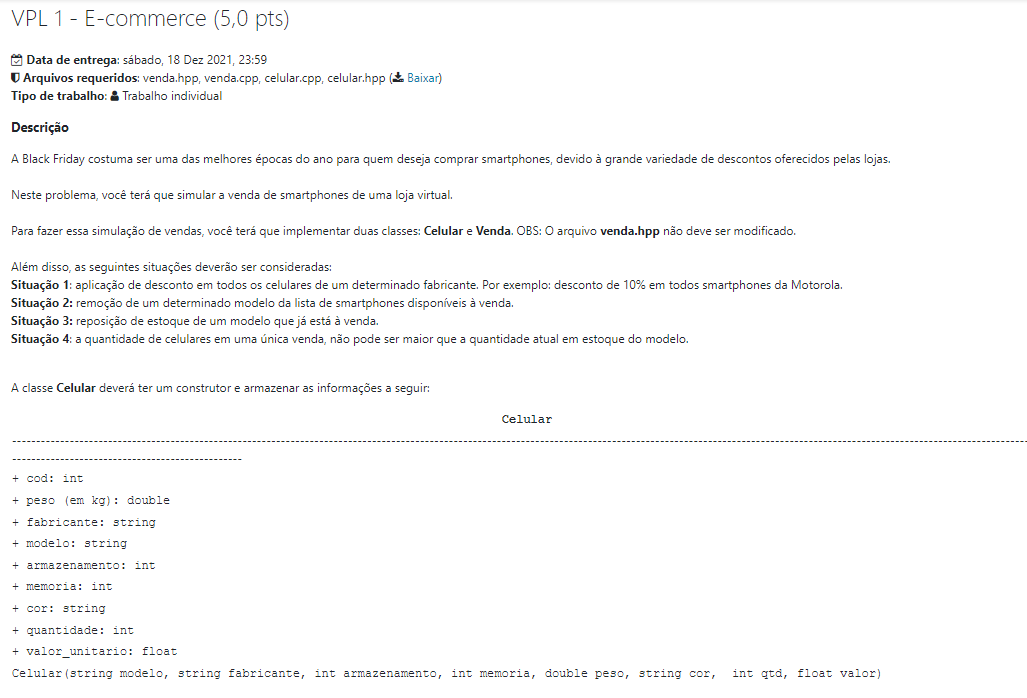 VPL 1 - E-commerce (5,0 pts)
Data de entrega: sábado, 18 Dez 2021, 23:59
Arquivos requeridos: venda.hpp, venda.cpp, celular.cpp, celular.hpp (Baixar)
Tipo de trabalho: Trabalho individual
Descrição
A Black Friday costuma ser uma das melhores épocas do ano para quem deseja comprar smartphones, devido à grande variedade de descontos oferecidos pelas lojas.
Neste problema, você terá que simular a venda de smartphones de uma loja virtual.
Para fazer essa simulação de vendas, você terá que implementar duas classes: Celular e Venda. OBS: O arquivo venda.hpp não deve ser modificado.
Além disso, as seguintes situações deverão ser consideradas:
Situação 1: aplicação de desconto em todos os celulares de um determinado fabricante. Por exemplo: desconto de 10% em todos smartphones da Motorola.
Situação 2: remoção de um determinado modelo da lista de smartphones disponíveis à venda.
Situação 3: reposição de estoque de um modelo que já está à venda.
Situação 4: a quantidade de celulares em uma única venda, não pode ser maior que a quantidade atual em estoque do modelo.
A classe Celular deverá ter um construtor e armazenar as informações a seguir:
Celular
+ cod: int
+ peso (em kg): double
+ fabricante: string
+ modelo: string
+ armazenamento: int
+ memoria: int
+ cor: string
+ quantidade: int
+ valor_unitario: float
Celular(string modelo, string fabricante, int armazenamento, int memoria, double peso, string cor, int qtd, float valor)